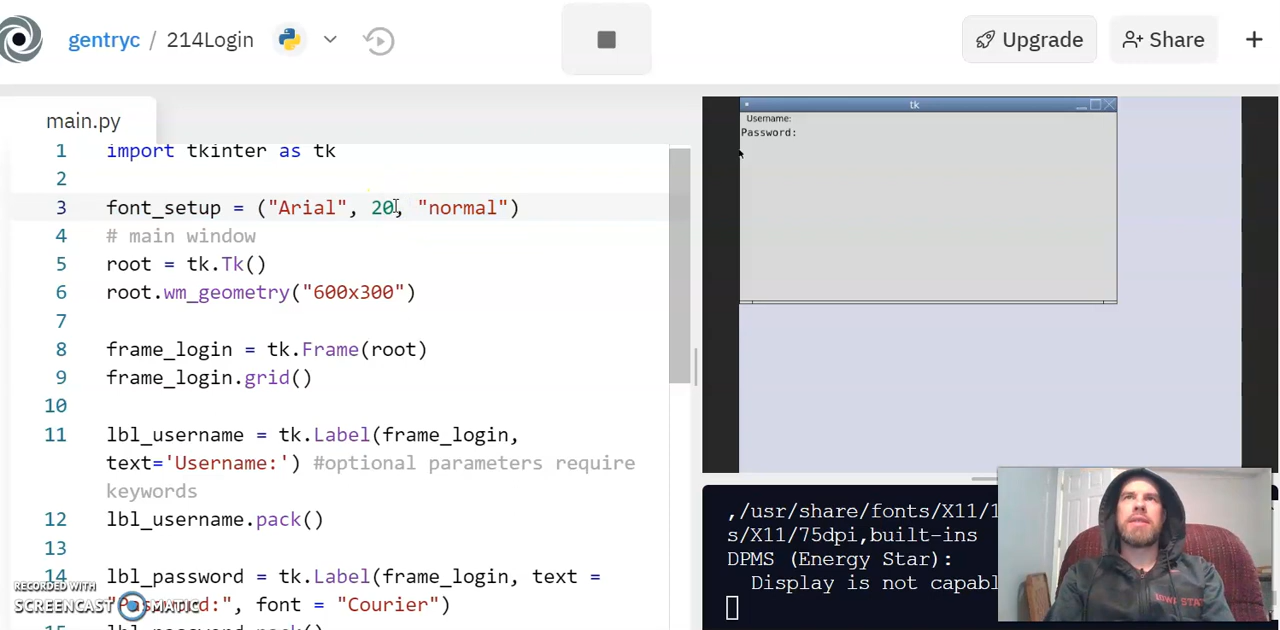 gentryc / 214Login
Upgrade
Share
main.py
1 import tkinter as tk
2
3 font_setup = ("Arial", 20, "normal")
4 # main window
5 root = tk.Tk()
6 root.wm_geometry("600x300")
7
8 frame_login = tk.Frame(root)
9 frame_login.grid()
10
11 lbl_username = tk.Label(frame_login,
text='Username:') #optional parameters require
keywords
12 lbl_username.pack()
13
14 lbl_password = tk.Label(frame_login, text =
"Password:", font = "Courier")
tk
Username:
Password:
,/usr/share/fonts/X11/1
s/X11/75dpi,built-ins
DPMS (Energy Star):
Display is not capabl
RECORDED WITH
SCREENCAST MATIC